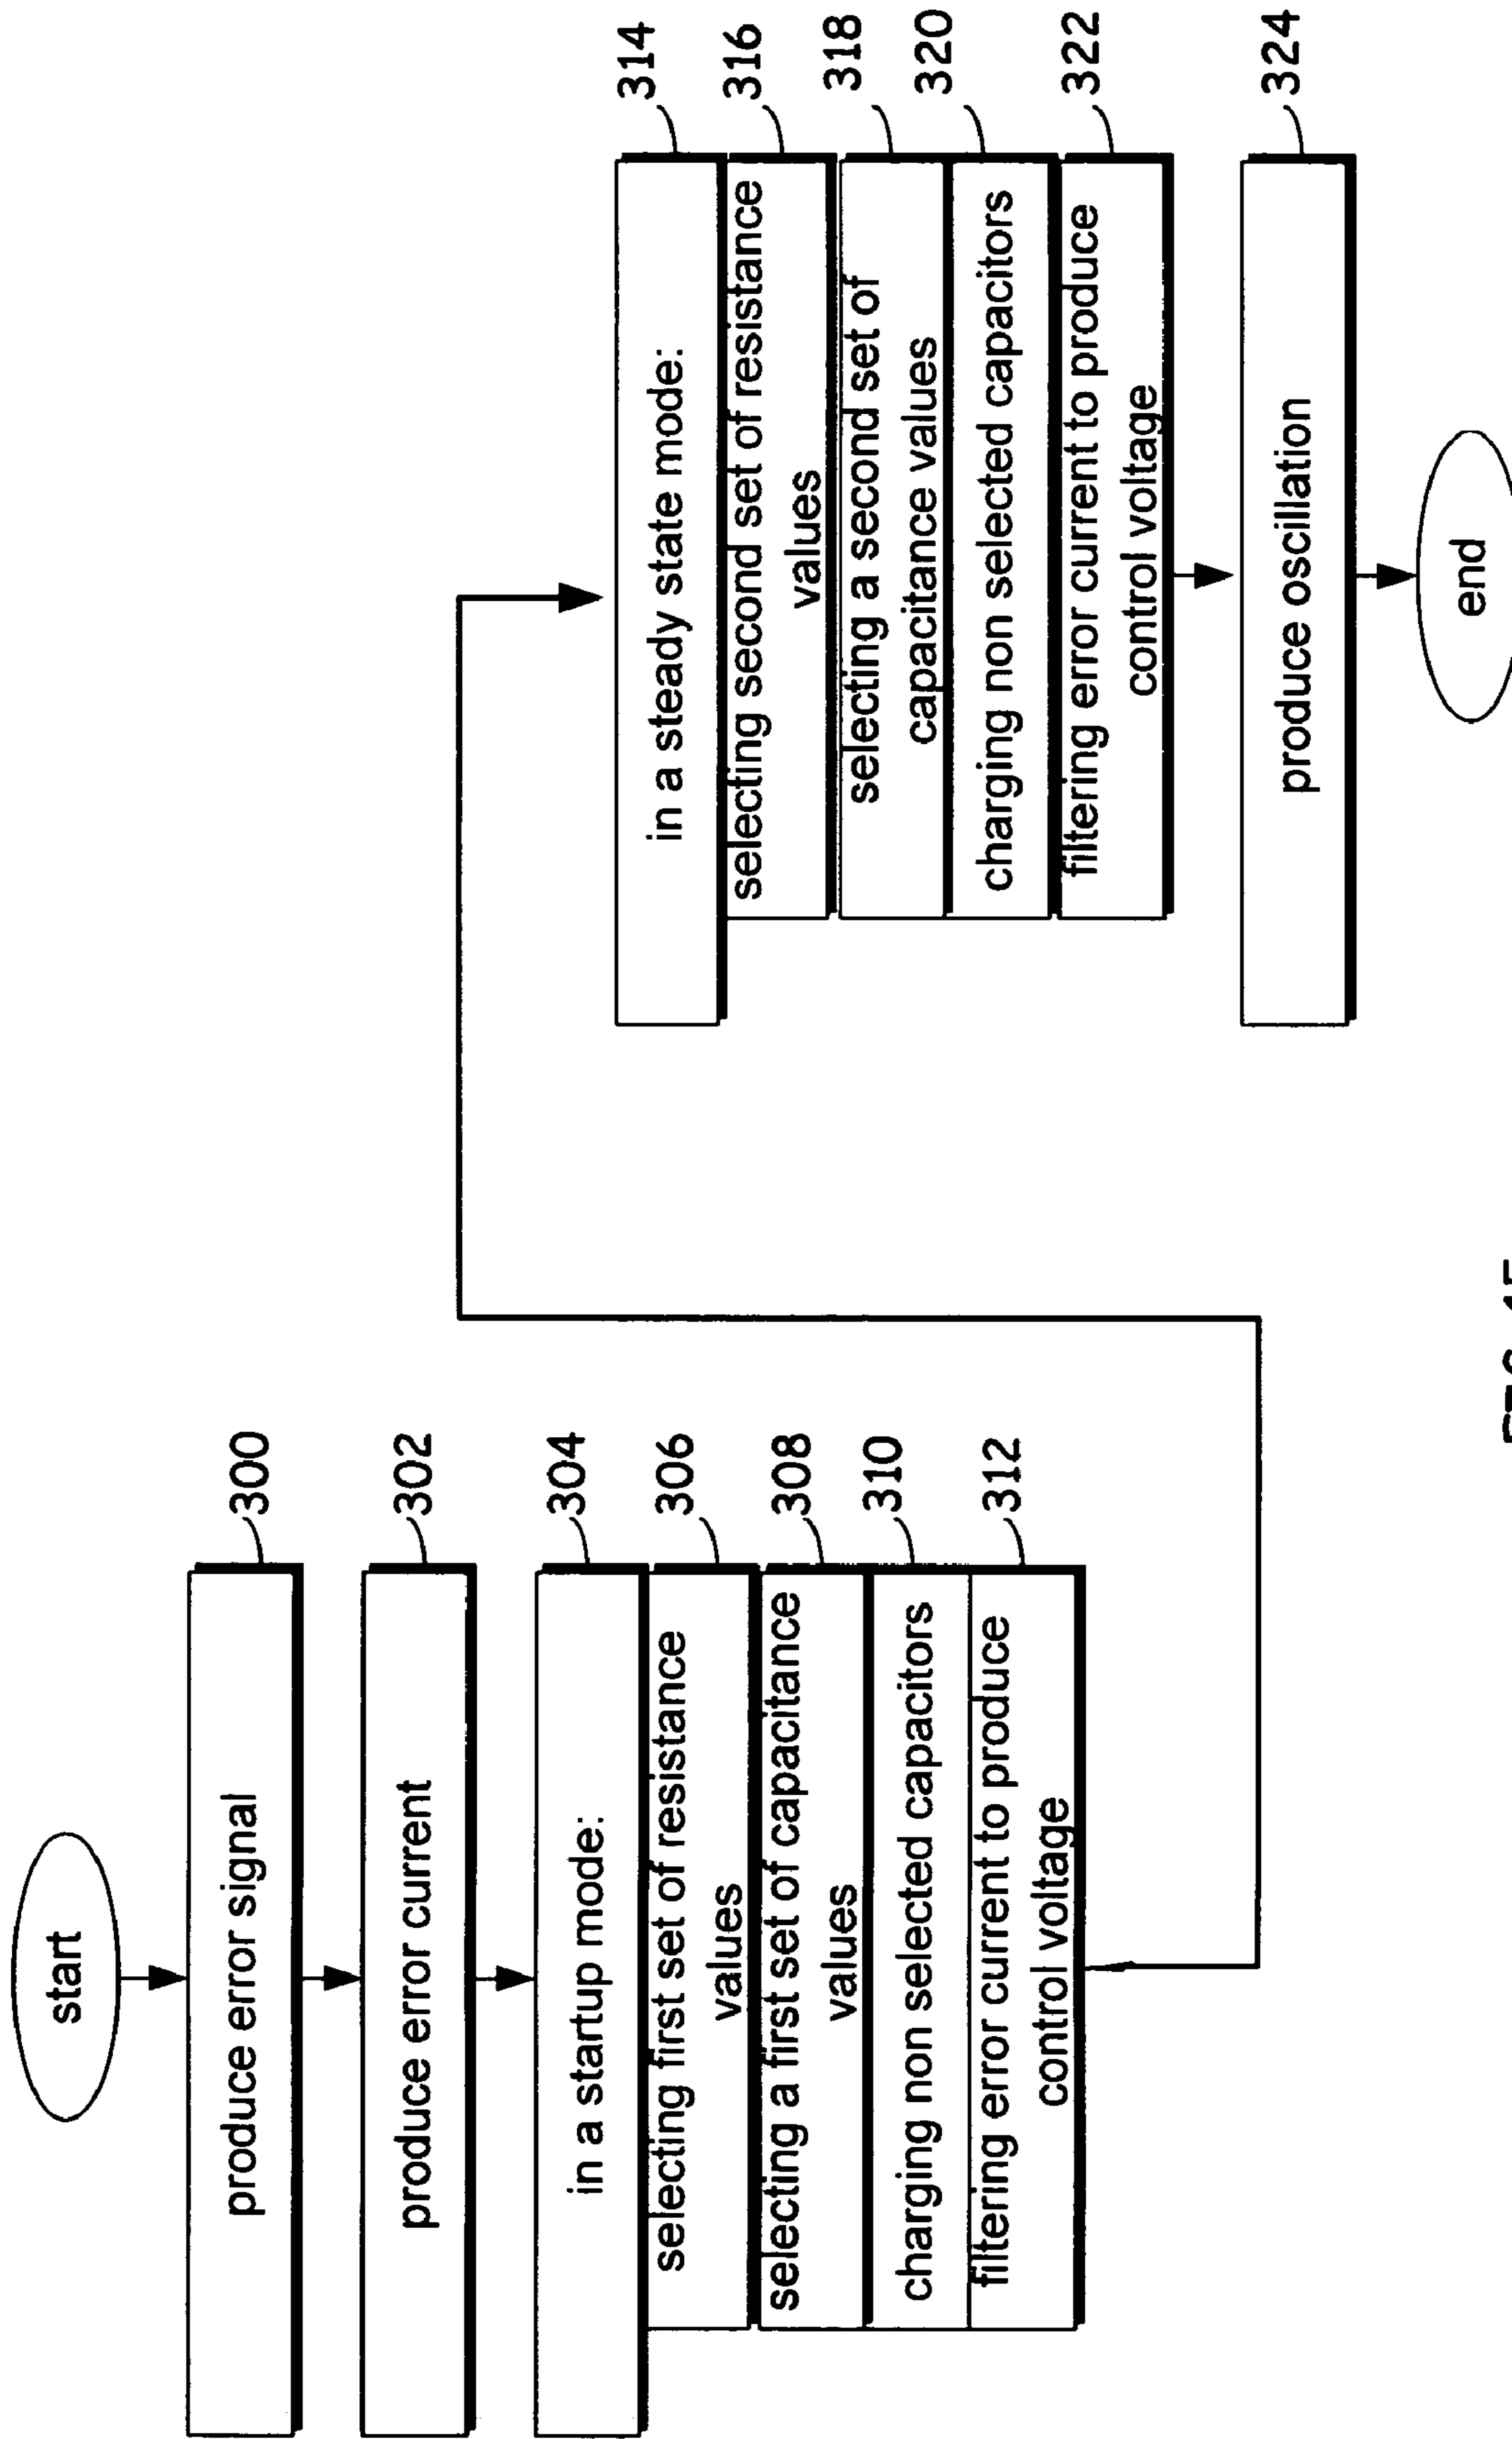 start
produce error signal
300
produce error current
302
in a startup mode:
304
selecting first set of resistance
values
306
selecting a first set of capacitance
values
308
charging non selected capacitors
310
filtering error current to produce
control voltage
312
in a steady state mode:
314
selecting second set of resistance
values
316
selecting a second set of
capacitance values
318
charging non selected capacitors
320
filtering error current to produce
control voltage
322
produce oscillation
324
end